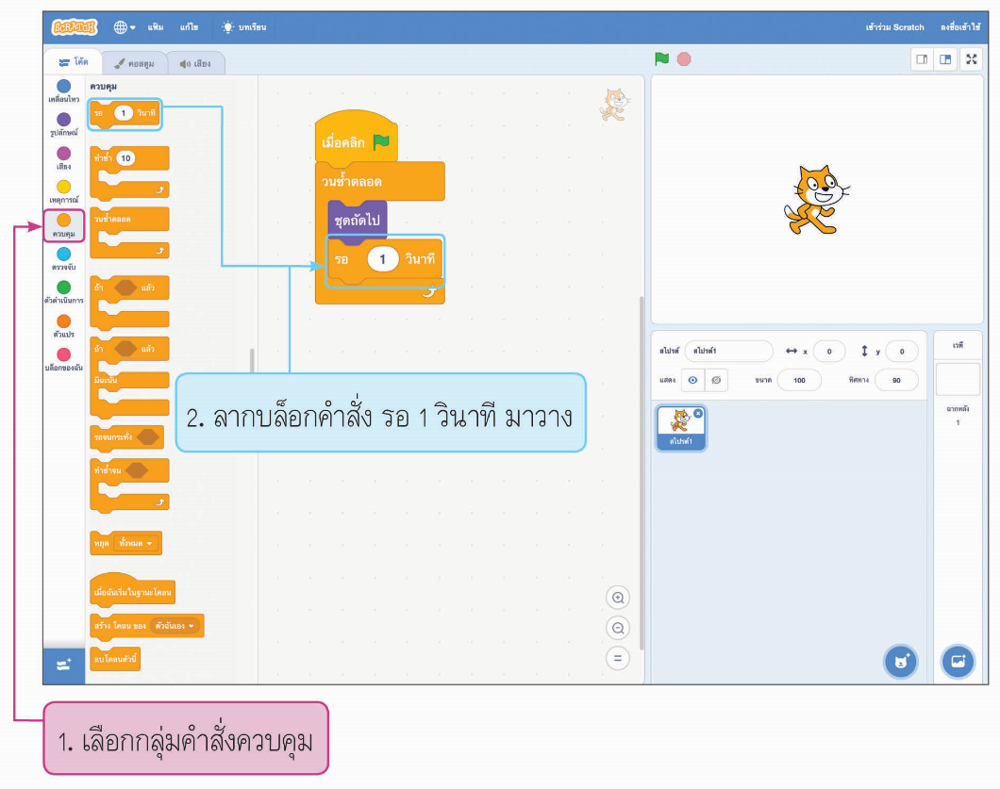 SCRATCH แฟ้ม แก้ไข บทเรียน เข้าร่วม Scratch ลงชื่อเข้าใช้
โค้ด คอสตูม เสียง
เคลื่อนไหว
รูปลักษณ์
เสียง
เหตุการณ์
ควบคุม
ตรวจจับ
ตัวดำเนินการ
ตัวแปร
บล็อกของฉัน
ควบคุม
รอ 1 วินาที
ทำซ้ำ 10
วนซ้ำตลอด
ถ้า แล้ว
ถ้า แล้ว
มิฉะนั้น
รอจนกระทั่ง
ทำซ้ำจน
หยุด ทั้งหมด
เมื่อฉันเริ่มในฐานะโคลน
สร้าง โคลน ของ ตัวฉันเอง
ลบโคลนตัวนี้
เมื่อคลิก
วนซ้ำตลอด
ชุดถัดไป
รอ 1 วินาที
2. ลากบล็อกคำสั่ง รอ 1 วินาที มาวาง
สไปรต์ สไปรต์1 x 0 y 0
แสดง ขนาด 100 ทิศทาง 90
สไปรต์1
เวที
ฉากหลัง
1
1. เลือกกลุ่มคำสั่งควบคุม